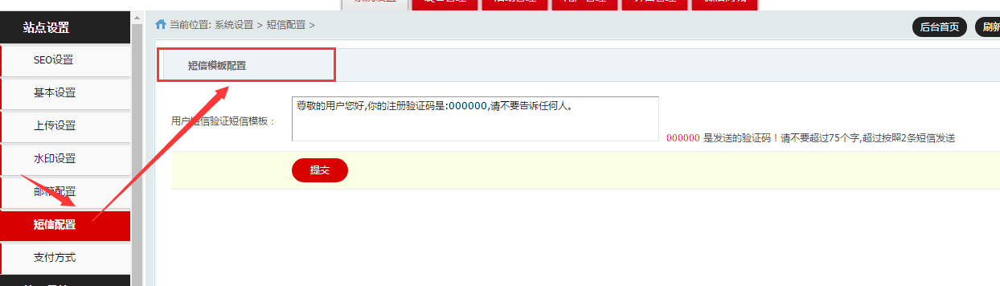 站点设置
SEO设置
基本设置
上传设置
水印设置
邮箱配置
短信配置
支付方式
当前位置: 系统设置 > 短信配置 >
后台首页
刷新
短信模板配置
用户短信验证短信模板：
尊敬的用户您好,你的注册验证码是:000000,请不要告诉任何人。
000000 是发送的验证码！请不要超过75个字,超过按照2条短信发送
提交